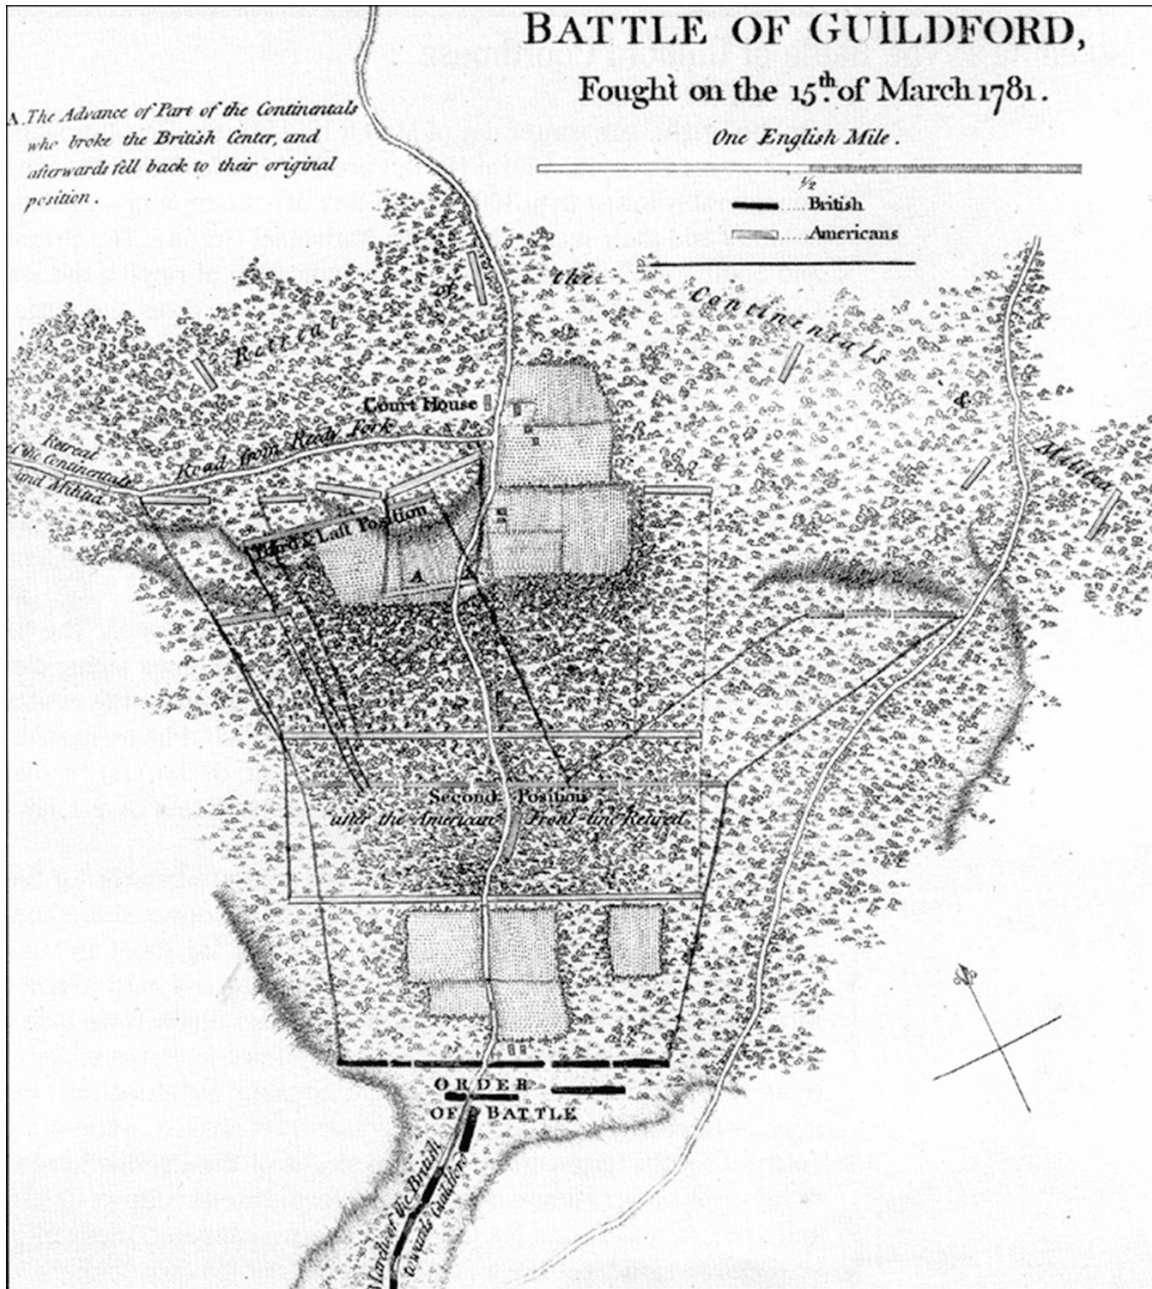 BATTLE OF GUILDFORD,
Fought on the 15th. of March 1781.
One English Mile.
½
British
Americans
A. The Advance of Part of the Continentals
who broke the British Center, and
afterwards fell back to their original
position.
Retreat of the Continentals & Militia
Court House
Road from Reedy Fork
Retreat
of the Continentals
and Militia
Third & Last Position
A
Second Position
after the American Front-line Retired
ORDER
OF BATTLE
March of the British
towards Guildford